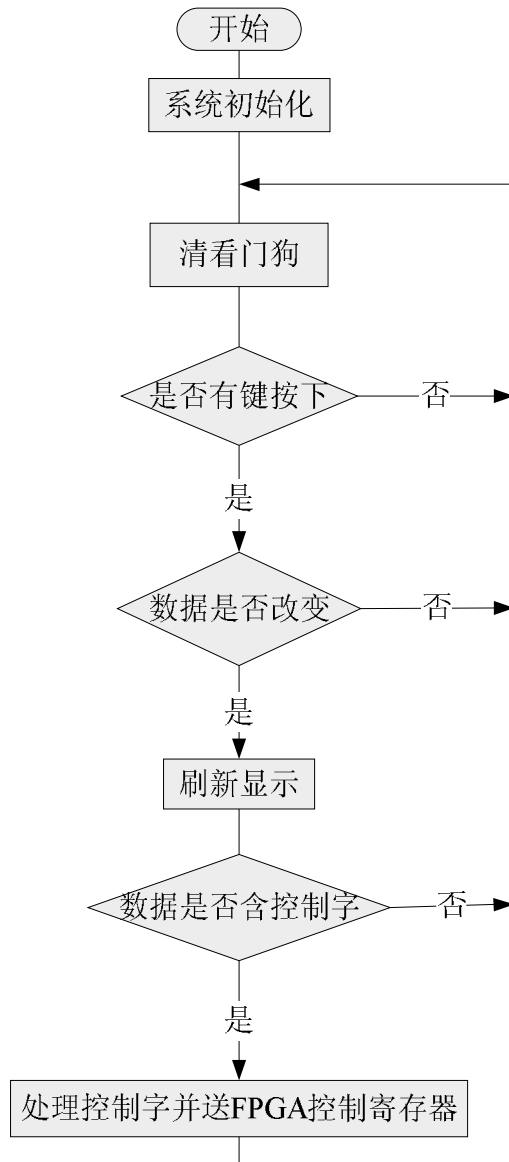 开始
系统初始化
清看门狗
是否有键按下
否
是
数据是否改变
否
是
刷新显示
数据是否含控制字
否
是
处理控制字并送FPGA控制寄存器